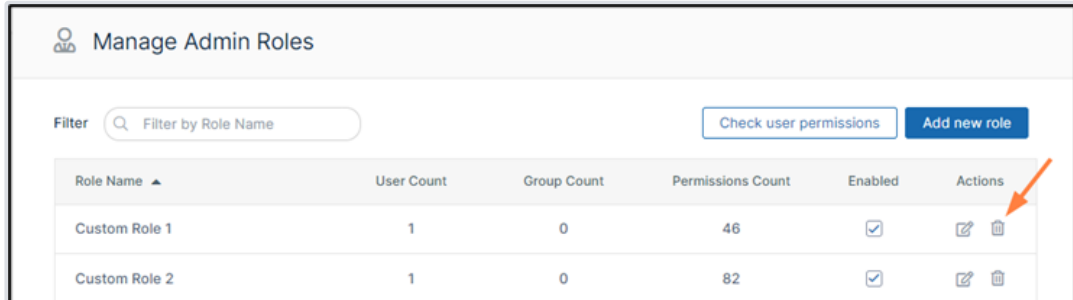 Manage Admin Roles
Filter Filter by Role Name Check user permissions Add new role
Role Name User Count Group Count Permissions Count Enabled Actions
Custom Role 1 1 0 46
Custom Role 2 1 0 82